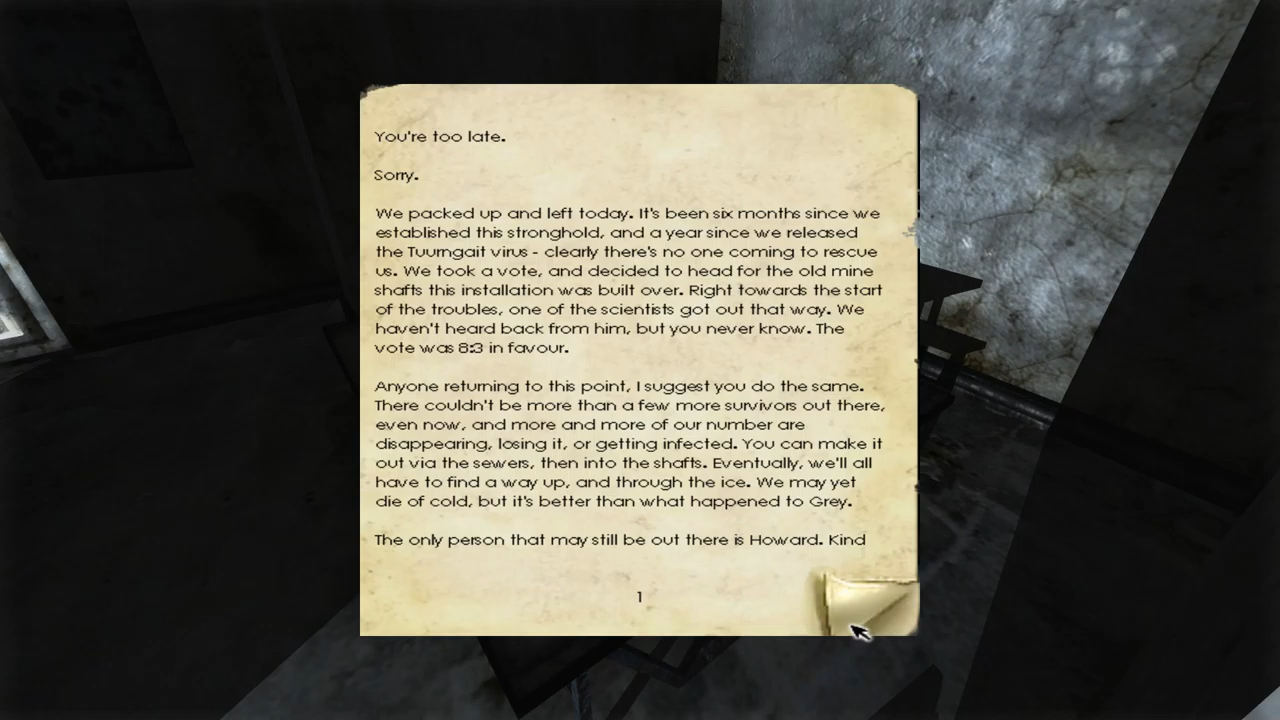 You're too late.
Sorry.
We packed up and left today. It's been six months since we
established this stronghold, and a year since we released
the Tuurngait virus - clearly there's no one coming to rescue
us. We took a vote, and decided to head for the old mine
shafts this installation was built over. Right towards the start
of the troubles, one of the scientists got out that way. We
haven't heard back from him, but you never know. The
vote was 8:3 in favour.
Anyone returning to this point, I suggest you do the same.
There couldn't be more than a few more survivors out there,
even now, and more and more of our number are
disappearing, losing it, or getting infected. You can make it
out via the sewers, then into the shafts. Eventually, we'll all
have to find a way up, and through the ice. We may yet
die of cold, but it's better than what happened to Grey.
The only person that may still be out there is Howard. Kind
1